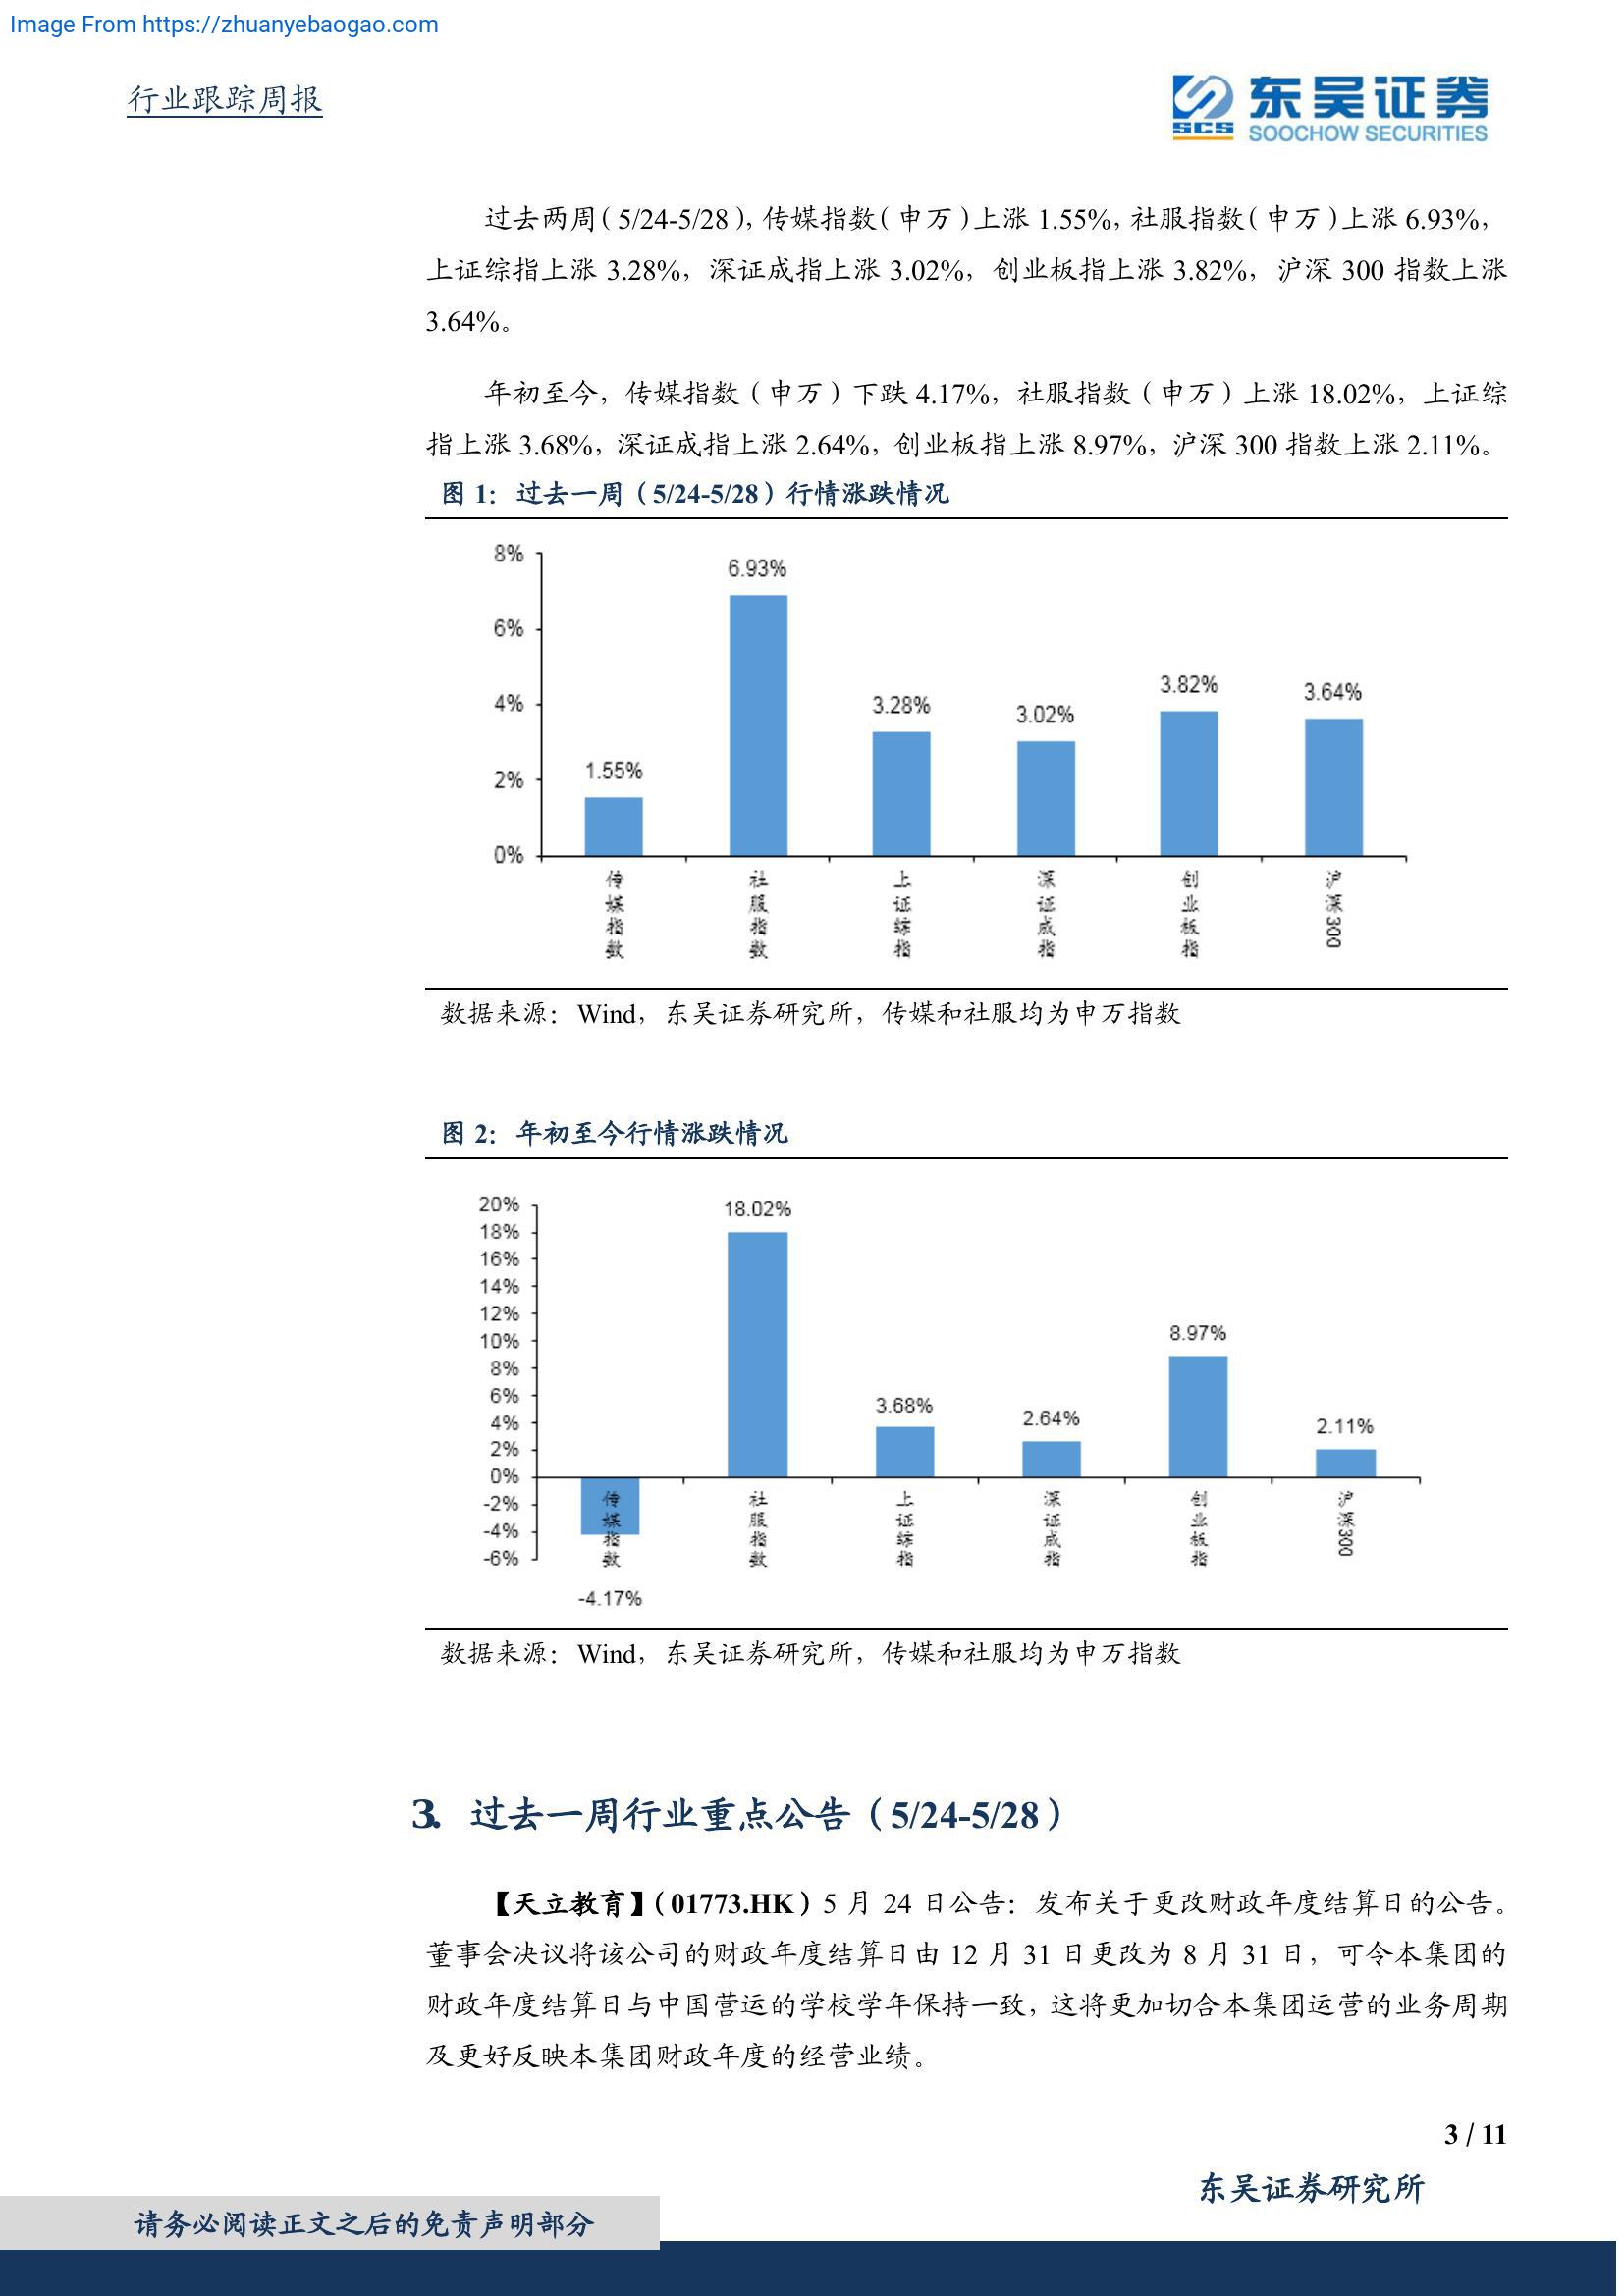 Image From https://zhuanyebaogao.com
行业跟踪周报
东吴证券
SCS
SOOCHOW SECURITIES
过去两周（5/24-5/28），传媒指数（申万）上涨 1.55%，社服指数（申万）上涨 6.93%，
上证综指上涨 3.28%，深证成指上涨 3.02%，创业板指上涨 3.82%，沪深 300 指数上涨
3.64%。
年初至今，传媒指数（申万）下跌 4.17%，社服指数（申万）上涨 18.02%，上证综
指上涨 3.68%，深证成指上涨 2.64%，创业板指上涨 8.97%，沪深 300 指数上涨 2.11%。
图 1：过去一周（5/24-5/28）行情涨跌情况
8%
6%
4%
2%
0%
1.55%
6.93%
3.28%
3.02%
3.82%
3.64%
传媒指数
社服指数
上证综指
深证成指
创业板指
沪深300
数据来源：Wind，东吴证券研究所，传媒和社服均为申万指数
图 2：年初至今行情涨跌情况
20%
18%
16%
14%
12%
10%
8%
6%
4%
2%
0%
-2%
-4%
-6%
-4.17%
18.02%
3.68%
2.64%
8.97%
2.11%
传媒指数
社服指数
上证综指
深证成指
创业板指
沪深300
数据来源：Wind，东吴证券研究所，传媒和社服均为申万指数
3. 过去一周行业重点公告（5/24-5/28）
【天立教育】（01773.HK）5 月 24 日公告：发布关于更改财政年度结算日的公告。
董事会决议将该公司的财政年度结算日由 12 月 31 日更改为 8 月 31 日，可令本集团的
财政年度结算日与中国营运的学校学年保持一致，这将更加切合本集团运营的业务周期
及更好反映本集团财政年度的经营业绩。
3 / 11
东吴证券研究所
请务必阅读正文之后的免责声明部分